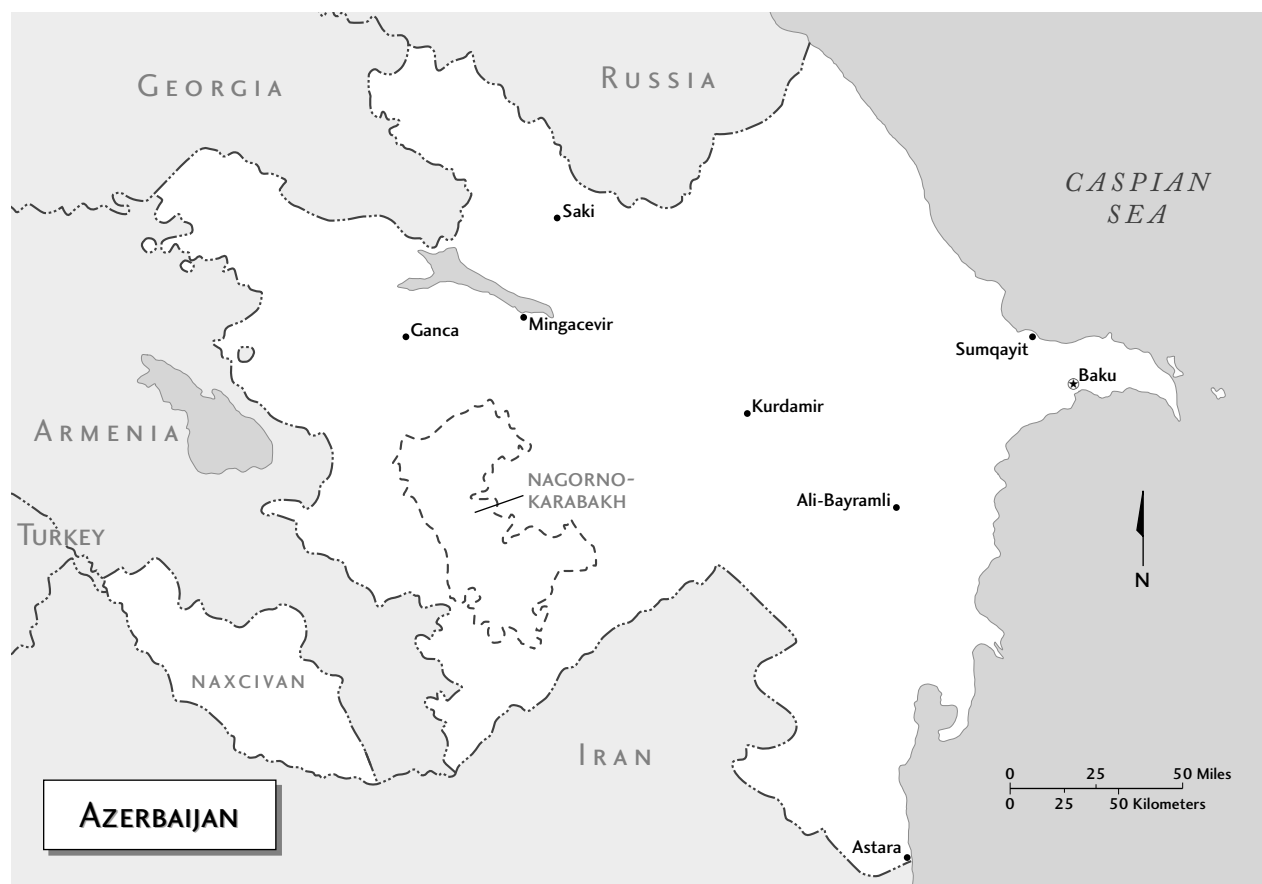 GEORGIA
RUSSIA
CASPIAN
SEA
Saki
Ganca
Mingacevir
Sumqayit
Baku
Kurdamir
ARMENIA
NAGORNO-
KARABAKH
Ali-Bayramli
TURKEY
N
NAXCIVAN
IRAN
0 25 50 Miles
0 25 50 Kilometers
AZERBAIJAN
Astara